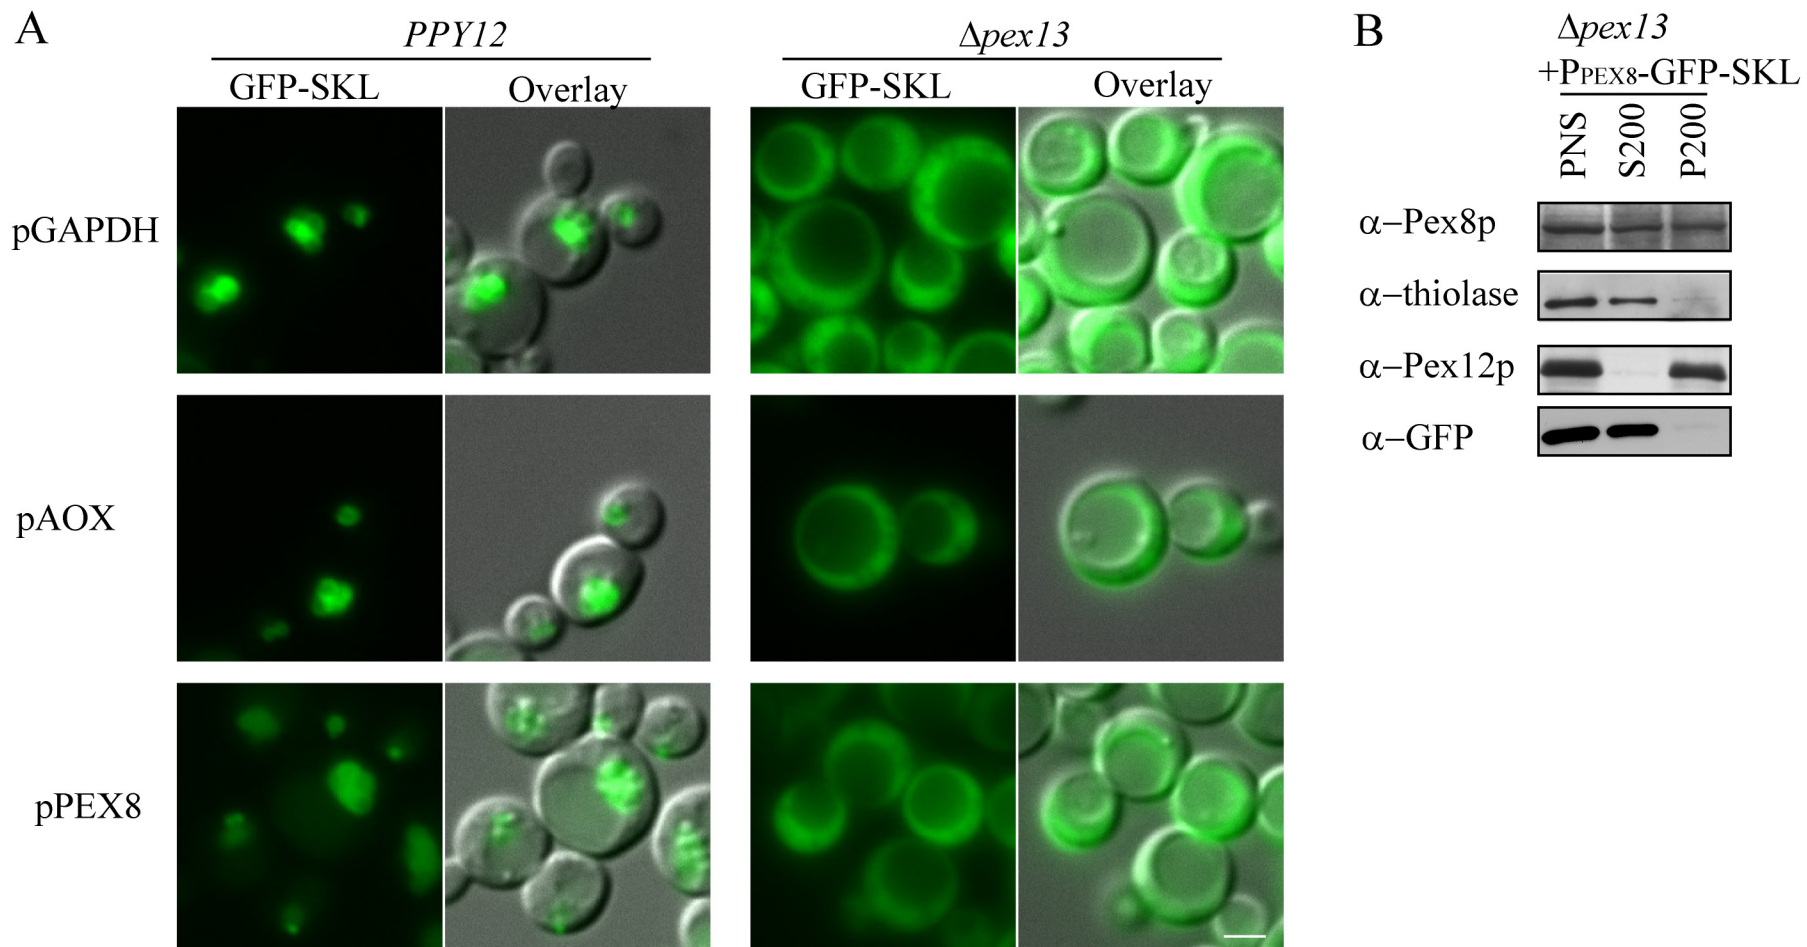 A
PPY12
Δpex13
GFP-SKL
Overlay
GFP-SKL
Overlay
pGAPDH
pAOX
pPEX8
B
Δpex13
+PPEX8-GFP-SKL
PNS
S200
P200
α–Pex8p
α–thiolase
α–Pex12p
α–GFP